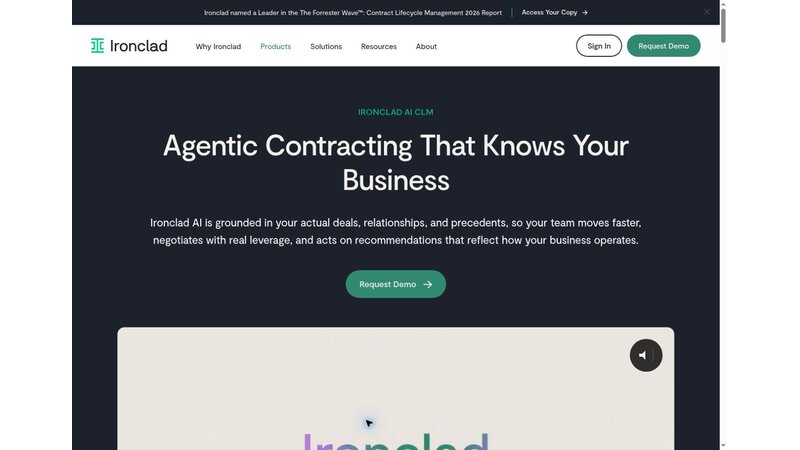 Ironclad named a Leader in the The Forrester Wave™: Contract Lifecycle Management 2026 Report
Access Your Copy →
Ironclad
Why Ironclad
Products
Solutions
Resources
About
Sign In
Request Demo
IRONCLAD AI CLM
Agentic Contracting That Knows Your
Business
Ironclad AI is grounded in your actual deals, relationships, and precedents, so your team moves faster,
negotiates with real leverage, and acts on recommendations that reflect how your business operates.
Request Demo →
Ironclad